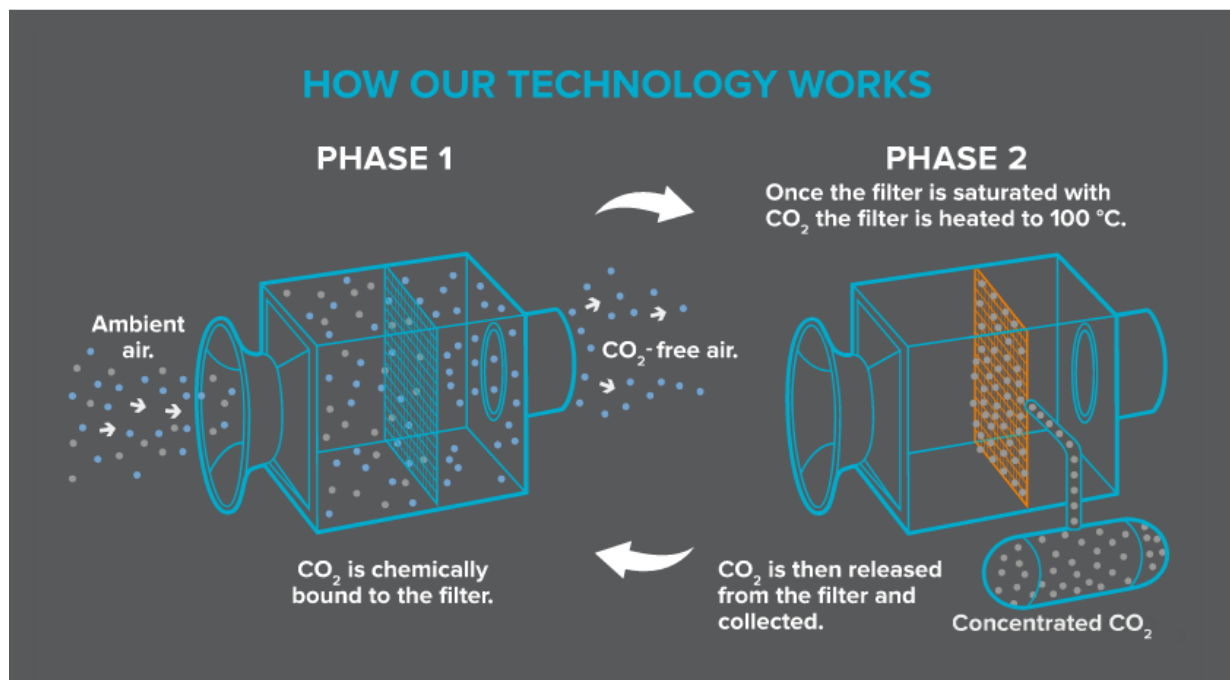 HOW OUR TECHNOLOGY WORKS
PHASE 1
Ambient
air.
CO₂-free air.
CO₂ is chemically
bound to the filter.
PHASE 2
Once the filter is saturated with
CO₂ the filter is heated to 100 °C.
CO₂ is then released
from the filter and
collected.
Concentrated CO₂